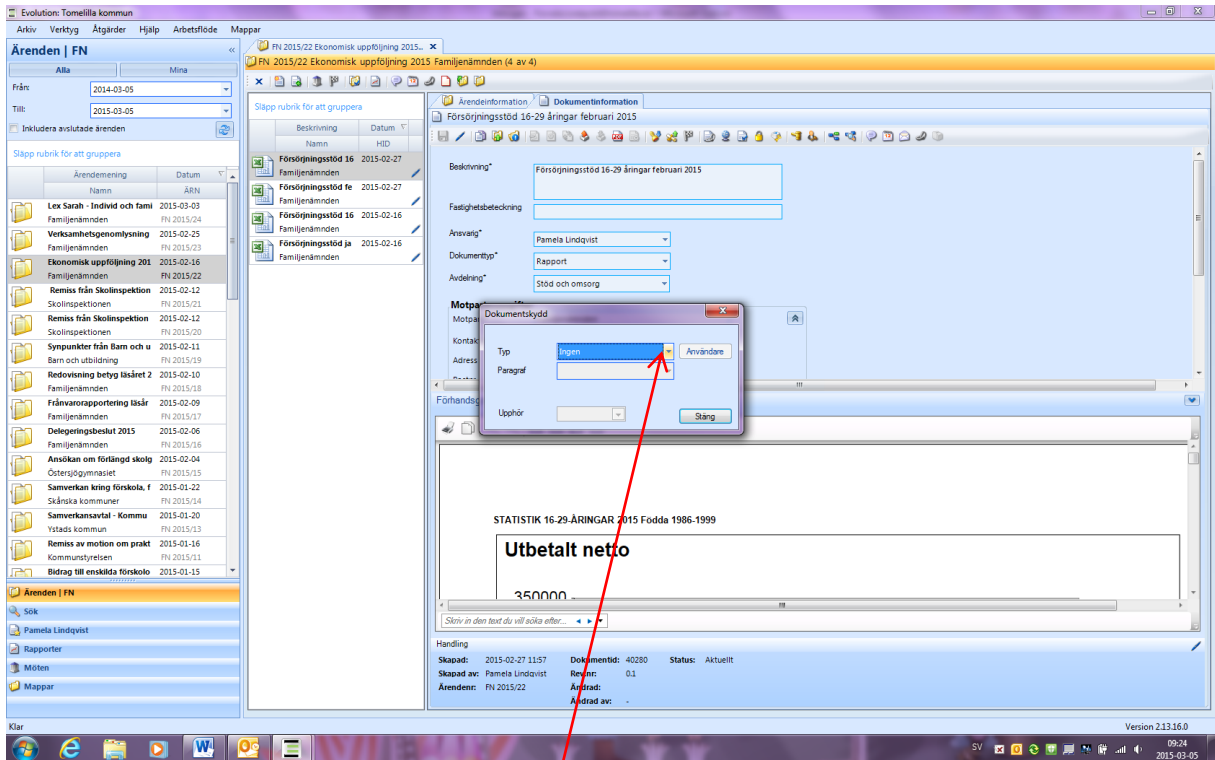 Evolution: Tomelilla kommun
Arkiv Verktyg Åtgärder Hjälp Arbetsflöde Mappar
Ärenden | FN «
Alla Mina
Från: 2014-03-05
Till: 2015-03-05
Inkludera avslutade ärenden
Släpp rubrik för att gruppera
Ärendemening Datum
Namn ÄRN
Lex Sarah - Individ och fami 2015-03-03
Familjenämnden FN 2015/24
Verksamhetsgenomlysning 2015-02-25
Familjenämnden FN 2015/23
Ekonomisk uppföljning 201 2015-02-16
Familjenämnden FN 2015/22
Remiss från Skolinspektion 2015-02-12
Skolinspektionen FN 2015/21
Remiss från Skolinspektion 2015-02-12
Skolinspektionen FN 2015/20
Synpunkter från Barn och u 2015-02-11
Barn och utbildning FN 2015/19
Redovisning betyg läsåret 2 2015-02-10
Familjenämnden FN 2015/18
Frånvarorapportering läsår 2015-02-09
Familjenämnden FN 2015/17
Delegeringsbeslut 2015 2015-02-06
Familjenämnden FN 2015/16
Ansökan om förlängd skolg 2015-02-04
Östersjögymnasiet FN 2015/15
Samverkan kring förskola, f 2015-01-22
Skånska kommuner FN 2015/14
Samverkansavtal - Kommu 2015-01-20
Ystads kommun FN 2015/13
Remiss av motion om prakt 2015-01-16
Kommunstyrelsen FN 2015/11
Bidrag till enskilda förskolo 2015-01-15
Ärenden | FN
Sök
Pamela Lindqvist
Rapporter
Möten
Mappar
FN 2015/22 Ekonomisk uppföljning 2015...
FN 2015/22 Ekonomisk uppföljning 2015 Familjenämnden (4 av 4)
Släpp rubrik för att gruppera
Beskrivning Datum
Namn HID
Försörjningsstöd 16 2015-02-27
Familjenämnden
Försörjningsstöd fe 2015-02-27
Familjenämnden
Försörjningsstöd 16 2015-02-16
Familjenämnden
Försörjningsstöd ja 2015-02-16
Familjenämnden
Ärendeinformation Dokumentinformation
Försörjningsstöd 16-29 åringar februari 2015
Beskrivning* Försörjningsstöd 16-29 åringar februari 2015
Fastighetsbeteckning
Ansvarig* Pamela Lindqvist
Dokumenttyp* Rapport
Avdelning* Stöd och omsorg
Motpa
Motpa
Kontak
Adress
Dokumentskydd
Typ Ingen Användare
Paragraf
Upphör Stäng
Förhandsg
STATISTIK 16-29-ÅRINGAR 2015 Födda 1986-1999
Utbetalt netto
350000
Skriv in den text du vill söka efter...
Handling
Skapad: 2015-02-27 11:57 Dokumentid: 40280 Status: Aktuellt
Skapad av: Pamela Lindqvist Rev.nr: 0.1
Ärendenr: FN 2015/22 Ändrad:
Ändrad av: -
Klar Version 2.13.16.0
SV 09:24
2015-03-05